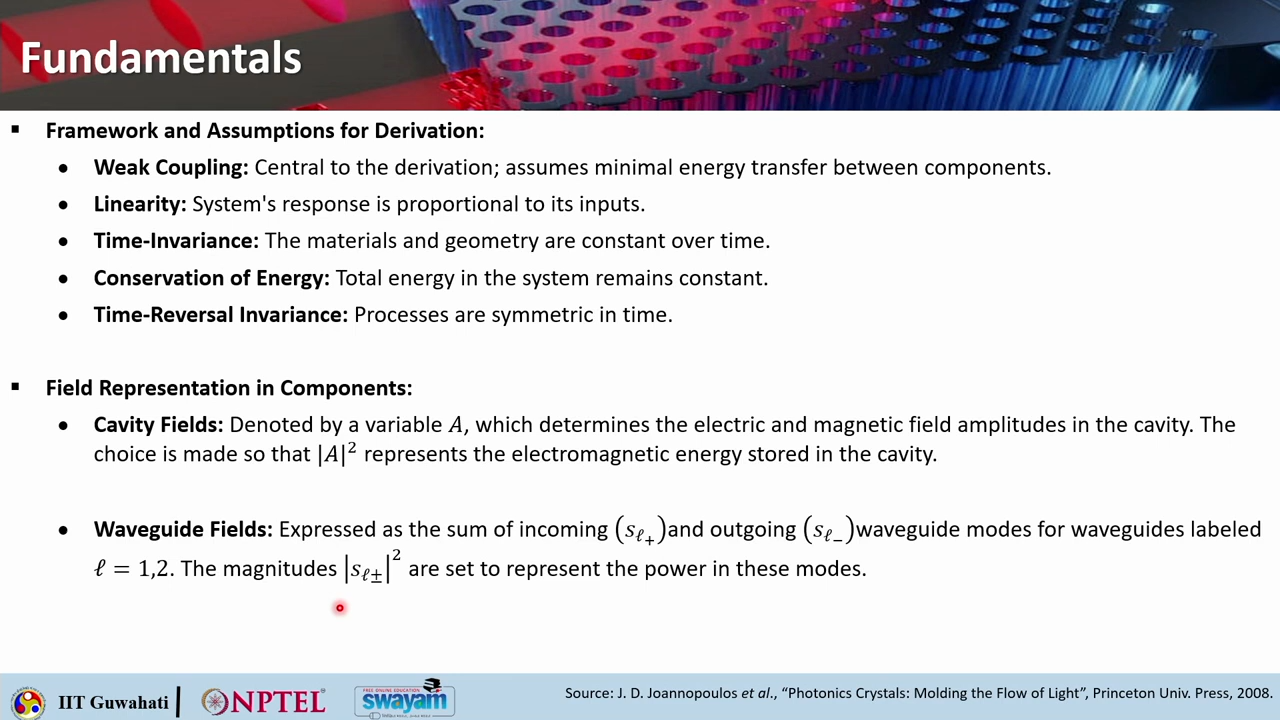 Fundamentals
▪ Framework and Assumptions for Derivation:
● Weak Coupling: Central to the derivation; assumes minimal energy transfer between components.
● Linearity: System's response is proportional to its inputs.
● Time-Invariance: The materials and geometry are constant over time.
● Conservation of Energy: Total energy in the system remains constant.
● Time-Reversal Invariance: Processes are symmetric in time.
▪ Field Representation in Components:
● Cavity Fields: Denoted by a variable A, which determines the electric and magnetic field amplitudes in the cavity. The
choice is made so that |A|² represents the electromagnetic energy stored in the cavity.
● Waveguide Fields: Expressed as the sum of incoming (s_ℓ₊)and outgoing (s_ℓ₋)waveguide modes for waveguides labeled
ℓ = 1,2. The magnitudes |s_ℓ±|² are set to represent the power in these modes.
IIT Guwahati
NPTEL
FREE ONLINE EDUCATION
swayam
Source: J. D. Joannopoulos et al., “Photonics Crystals: Molding the Flow of Light”, Princeton Univ. Press, 2008.